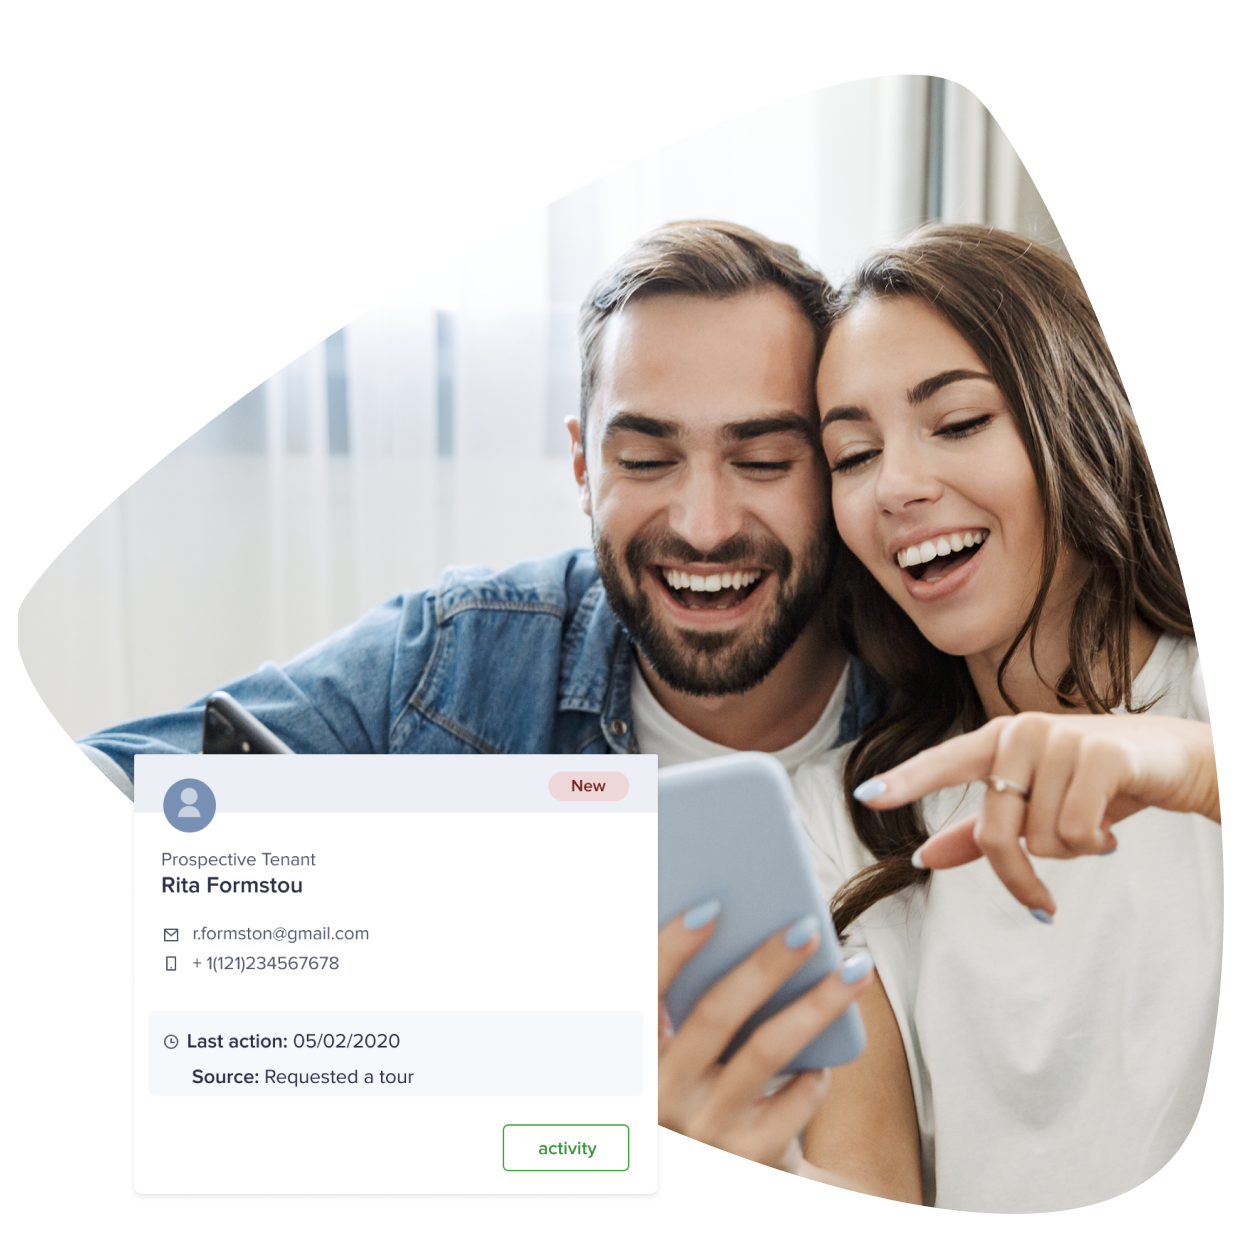 New
Prospective Tenant
Rita Formstou
r.formston@gmail.com
+ 1(121)234567678
Last action: 05/02/2020
Source: Requested a tour
activity